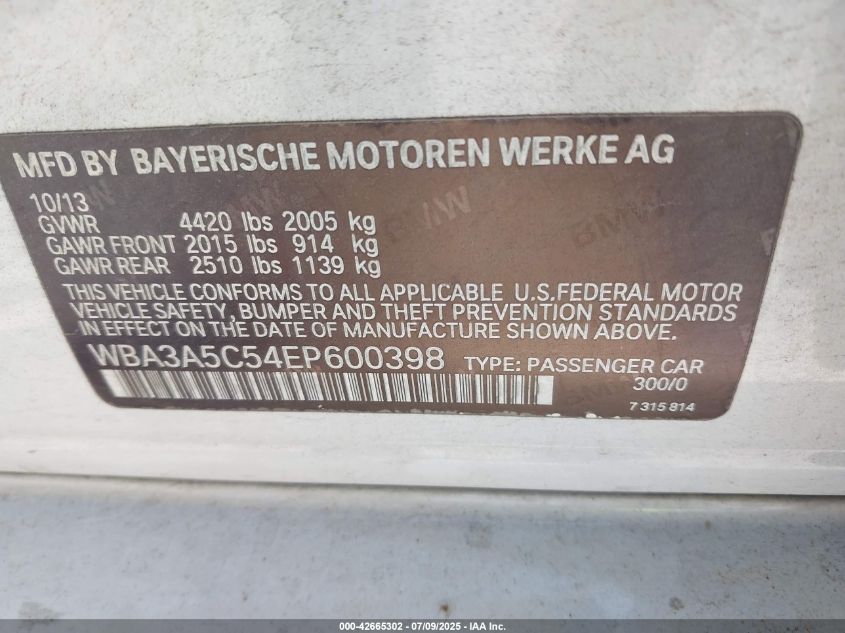 MFD BY BAYERISCHE MOTOREN WERKE AG
10/13
GVWR 4420 lbs 2005 kg
GAWR FRONT 2015 lbs 914 kg
GAWR REAR 2510 lbs 1139 kg
THIS VEHICLE CONFORMS TO ALL APPLICABLE U.S.FEDERAL MOTOR
VEHICLE SAFETY, BUMPER AND THEFT PREVENTION STANDARDS
IN EFFECT ON THE DATE OF MANUFACTURE SHOWN ABOVE.
WBA3A5C54EP600398 TYPE: PASSENGER CAR
300/0
7 315 814
000-42665302 / 07/09/2025 - IAA Inc.